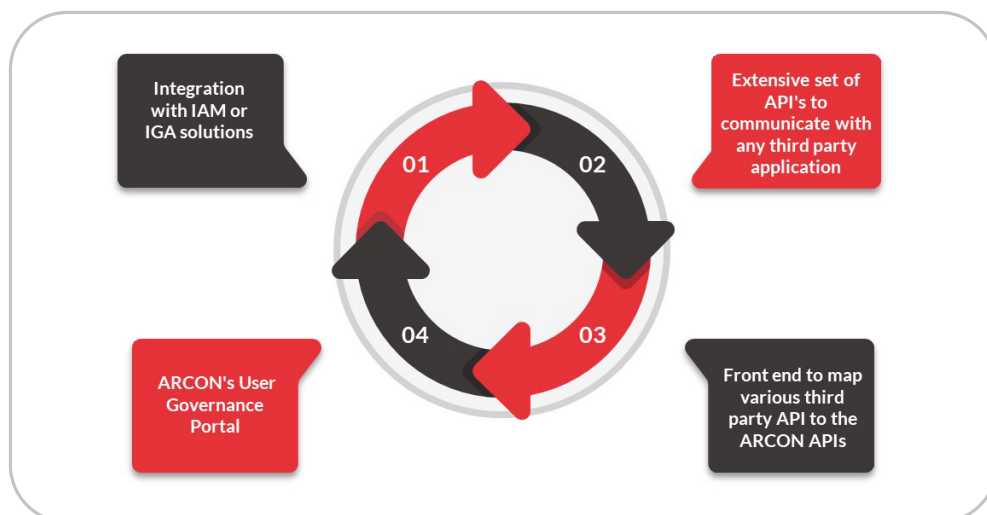 Integration
with IAM or
IGA solutions
Extensive set of
API's to
communicate with
any third party
application
01
02
03
04
ARCON's User
Governance
Portal
Front end to map
various third
party API to the
ARCON APIs